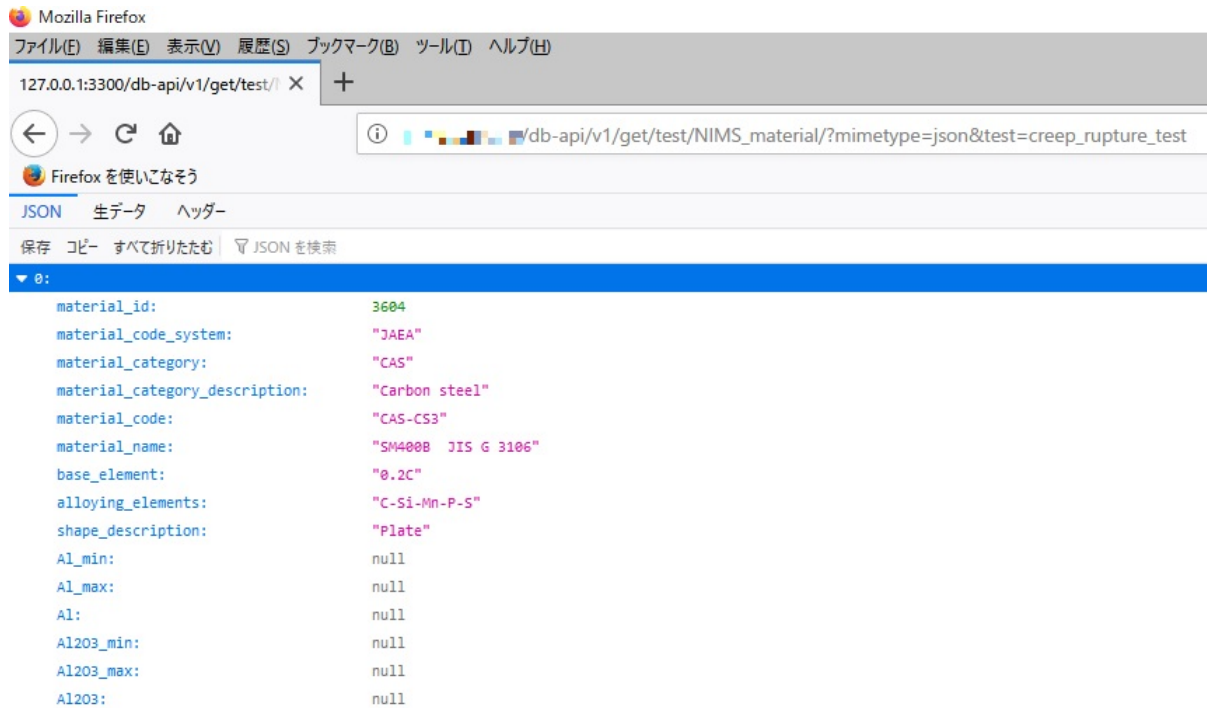 Mozilla Firefox
ファイル(F) 編集(E) 表示(V) 履歴(S) ブックマーク(B) ツール(T) ヘルプ(H)
127.0.0.1:3300/db-api/v1/get/test/
/db-api/v1/get/test/NIMS_material/?mimetype=json&test=creep_rupture_test
Firefox を使いこなそう
JSON 生データ ヘッダー
保存 コピー すべて折りたたむ JSON を検索
0:
material_id: 3604
material_code_system: "JAEA"
material_category: "CAS"
material_category_description: "Carbon steel"
material_code: "CAS-CS3"
material_name: "SM400B  JIS G 3106"
base_element: "0.2C"
alloying_elements: "C-Si-Mn-P-S"
shape_description: "Plate"
Al_min: null
Al_max: null
Al: null
Al2O3_min: null
Al2O3_max: null
Al2O3: null